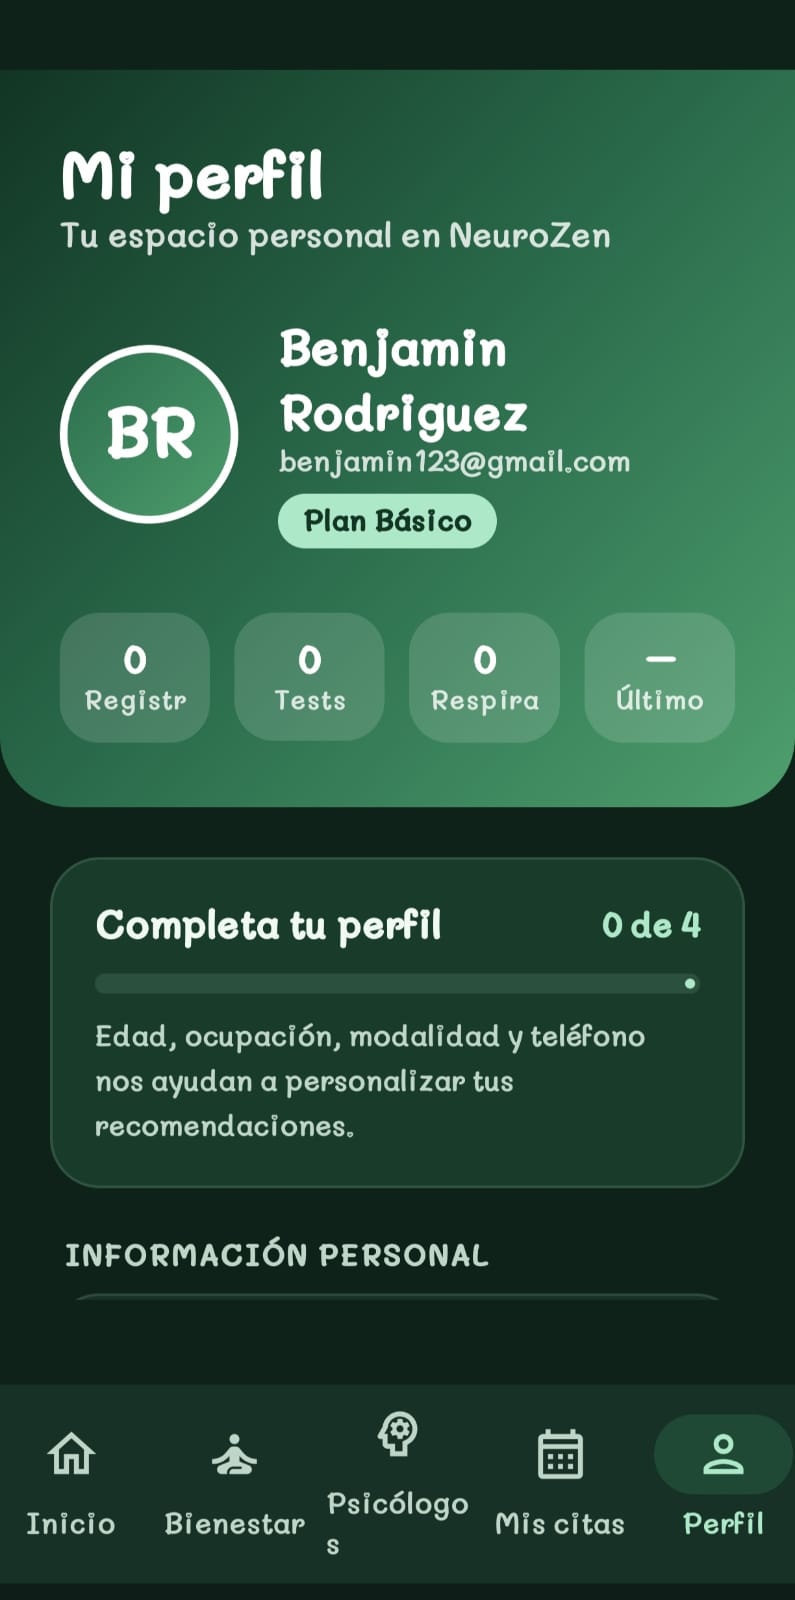 Mi perfil
Tu espacio personal en NeuroZen
Benjamin
Rodriguez
BR
benjamin123@gmail.com
Plan Básico
0
Registr
0
Tests
0
Respira
—
Último
Completa tu perfil
0 de 4
Edad, ocupación, modalidad y teléfono
nos ayudan a personalizar tus
recomendaciones.
INFORMACIÓN PERSONAL
Inicio
Bienestar
Psicólogo
s
Mis citas
Perfil